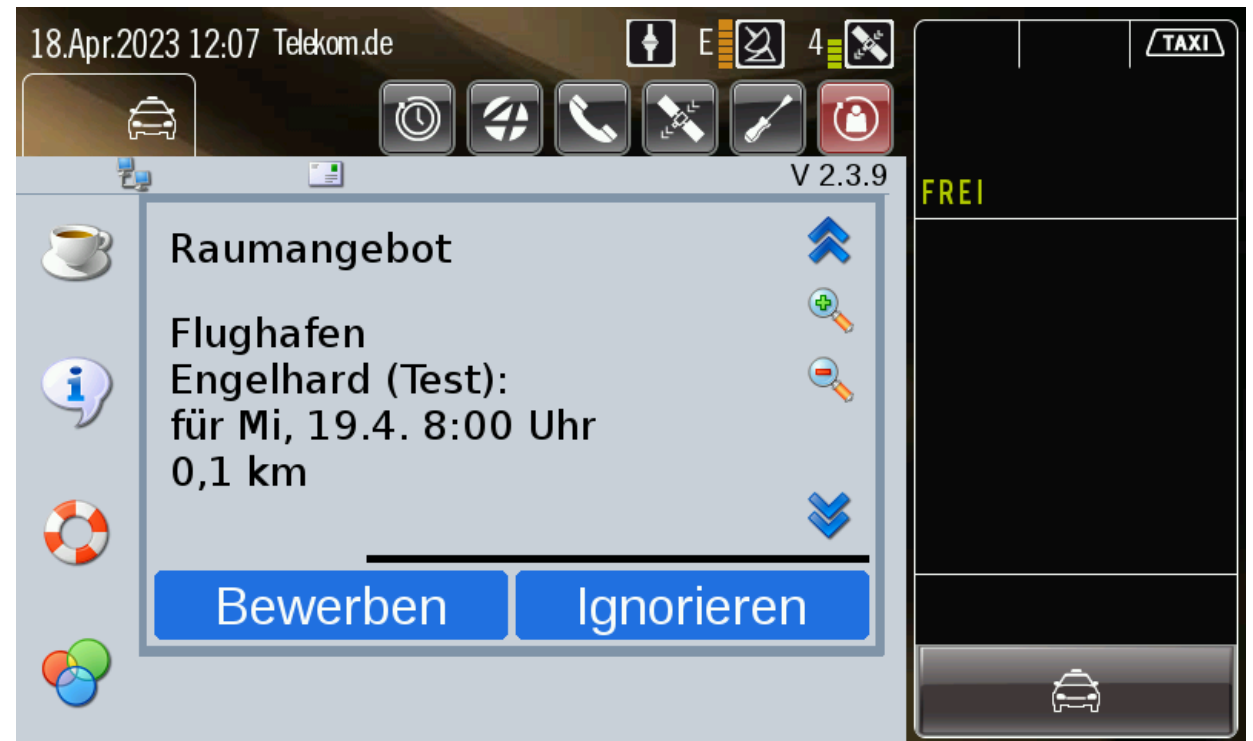 18.Apr.2023 12:07 Telekom.de
E
4
TAXI
V 2.3.9
FREI
Raumangebot
Flughafen
Engelhard (Test):
für Mi, 19.4. 8:00 Uhr
0,1 km
Bewerben
Ignorieren